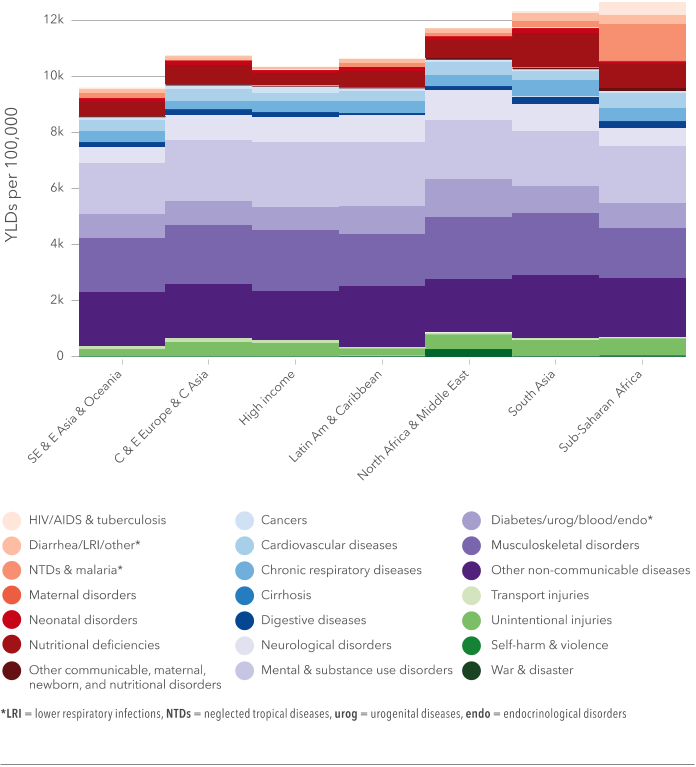 YLDs per 100,000
12k
10k
8k
6k
4k
2k
0
SE & E Asia & Oceania
C & E Europe & C Asia
High income
Latin Am & Caribbean
North Africa & Middle East
South Asia
Sub-Saharan Africa
HIV/AIDS & tuberculosis
Diarrhea/LRI/other*
NTDs & malaria*
Maternal disorders
Neonatal disorders
Nutritional deficiencies
Other communicable, maternal,
newborn, and nutritional disorders
Cancers
Cardiovascular diseases
Chronic respiratory diseases
Cirrhosis
Digestive diseases
Neurological disorders
Mental & substance use disorders
Diabetes/urog/blood/endo*
Musculoskeletal disorders
Other non-communicable diseases
Transport injuries
Unintentional injuries
Self-harm & violence
War & disaster
*LRI = lower respiratory infections, NTDs = neglected tropical diseases, urog = urogenital diseases, endo = endocrinological disorders